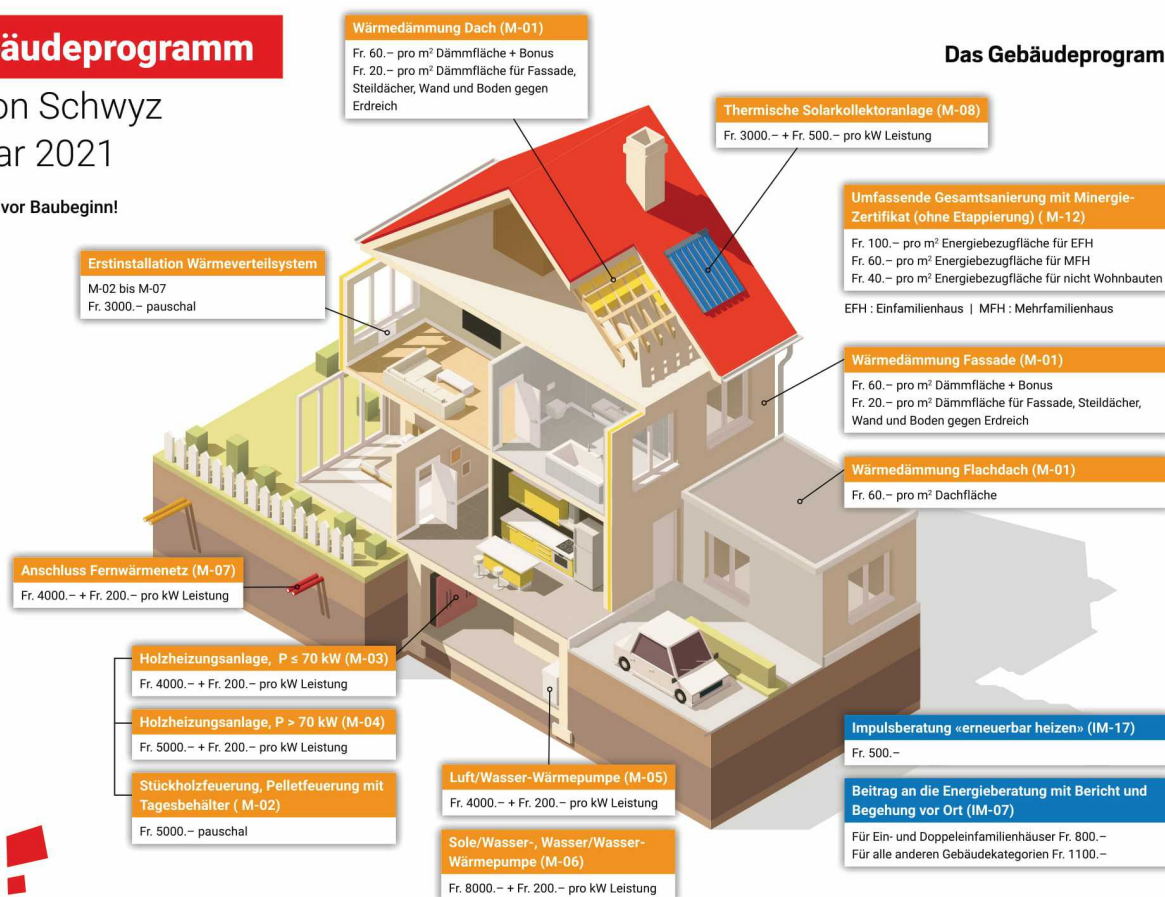 äudeprogramm
on Schwyz
ar 2021
vor Baubeginn!
Das Gebäudeprogram
Wärmedämmung Dach (M-01)
Fr. 60.– pro m² Dämmfläche + Bonus
Fr. 20.– pro m² Dämmfläche für Fassade,
Steildächer, Wand und Boden gegen
Erdreich
Thermische Solarkollektoranlage (M-08)
Fr. 3000.– + Fr. 500.– pro kW Leistung
Umfassende Gesamtsanierung mit Minergie-
Zertifikat (ohne Etappierung) ( M-12)
Fr. 100.– pro m² Energiebezugfläche für EFH
Fr. 60.– pro m² Energiebezugfläche für MFH
Fr. 40.– pro m² Energiebezugfläche für nicht Wohnbauten
EFH : Einfamilienhaus | MFH : Mehrfamilienhaus
Erstinstallation Wärmeverteilsystem
M-02 bis M-07
Fr. 3000.– pauschal
Wärmedämmung Fassade (M-01)
Fr. 60.– pro m² Dämmfläche + Bonus
Fr. 20.– pro m² Dämmfläche für Fassade, Steildächer,
Wand und Boden gegen Erdreich
Wärmedämmung Flachdach (M-01)
Fr. 60.– pro m² Dachfläche
Anschluss Fernwärmenetz (M-07)
Fr. 4000.– + Fr. 200.– pro kW Leistung
Holzheizungsanlage, P ≤ 70 kW (M-03)
Fr. 4000.– + Fr. 200.– pro kW Leistung
Holzheizungsanlage, P > 70 kW (M-04)
Fr. 5000.– + Fr. 200.– pro kW Leistung
Stückholzfeuerung, Pelletfeuerung mit
Tagesbehälter ( M-02)
Fr. 5000.– pauschal
Luft/Wasser-Wärmepumpe (M-05)
Fr. 4000.– + Fr. 200.– pro kW Leistung
Sole/Wasser-, Wasser/Wasser-
Wärmepumpe (M-06)
Fr. 8000.– + Fr. 200.– pro kW Leistung
Impulsberatung «erneuerbar heizen» (IM-17)
Fr. 500.–
Beitrag an die Energieberatung mit Bericht und
Begehung vor Ort (IM-07)
Für Ein- und Doppeleinfamilienhäuser Fr. 800.–
Für alle anderen Gebäudekategorien Fr. 1100.–